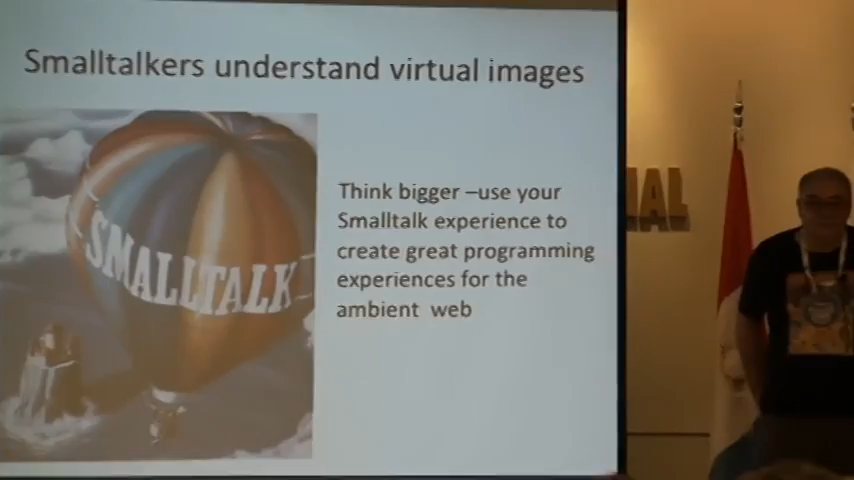 Smalltalkers understand virtual images
SMALLTALK
Think bigger –use your
Smalltalk experience to
create great programming
experiences for the
ambient web